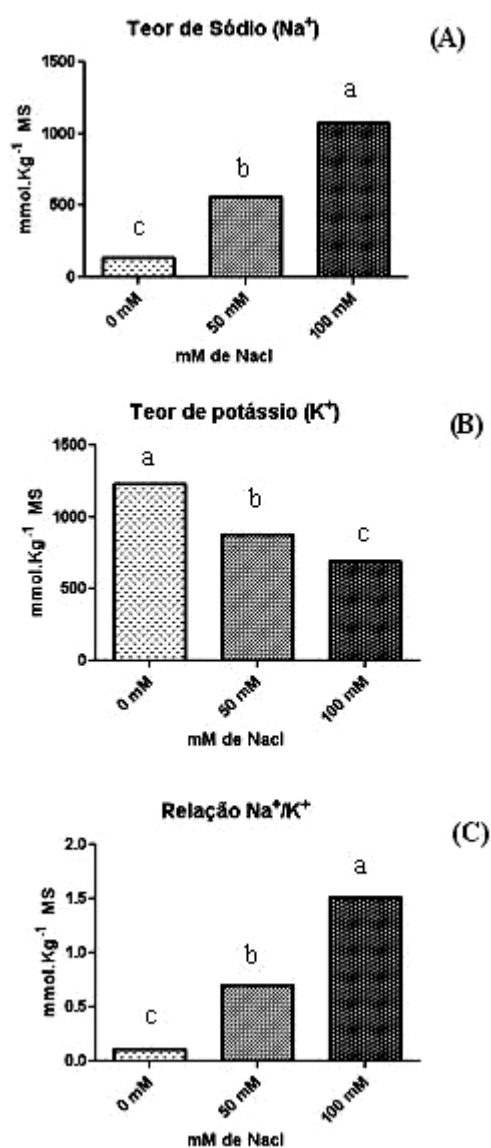 Teor de Sódio (Na⁺)
(A)
mmol.Kg⁻¹ MS
1500
1000
500
0
c
b
a
0 mM
50 mM
100 mM
mM de Nacl
Teor de potássio (K⁺)
(B)
mmol.Kg⁻¹ MS
1500
1000
500
0
a
b
c
0 mM
50 mM
100 mM
mM de Nacl
Relação Na⁺/K⁺
(C)
mmol.Kg⁻¹ MS
2.0
1.5
1.0
0.5
0.0
c
b
a
0 mM
50 mM
100 mM
mM de Nacl